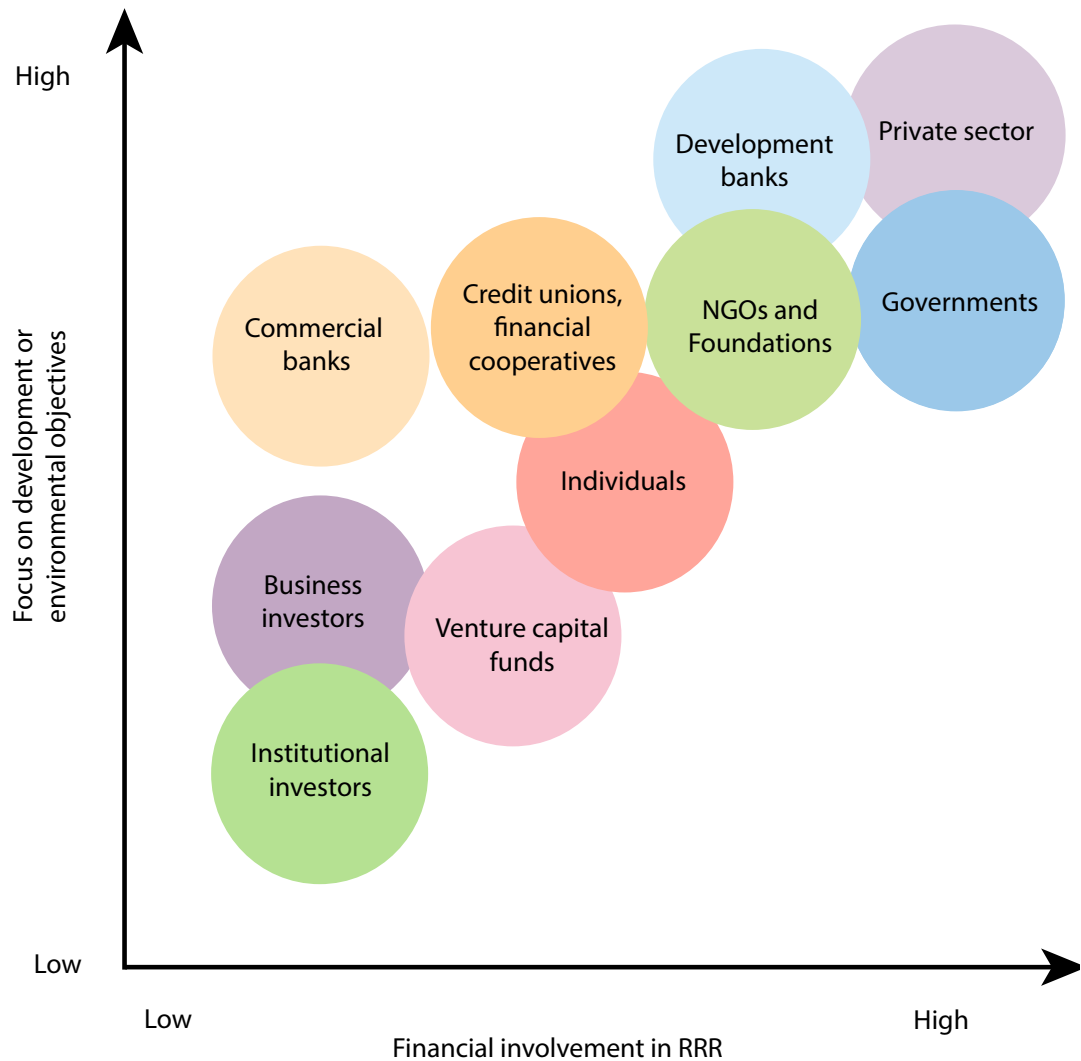 High
Private sector
Development
banks
Credit unions,
financial
cooperatives
NGOs and
Foundations
Governments
Commercial
banks
Focus on development or
environmental objectives
Individuals
Business
investors
Venture capital
funds
Institutional
investors
Low
Low
High
Financial involvement in RRR